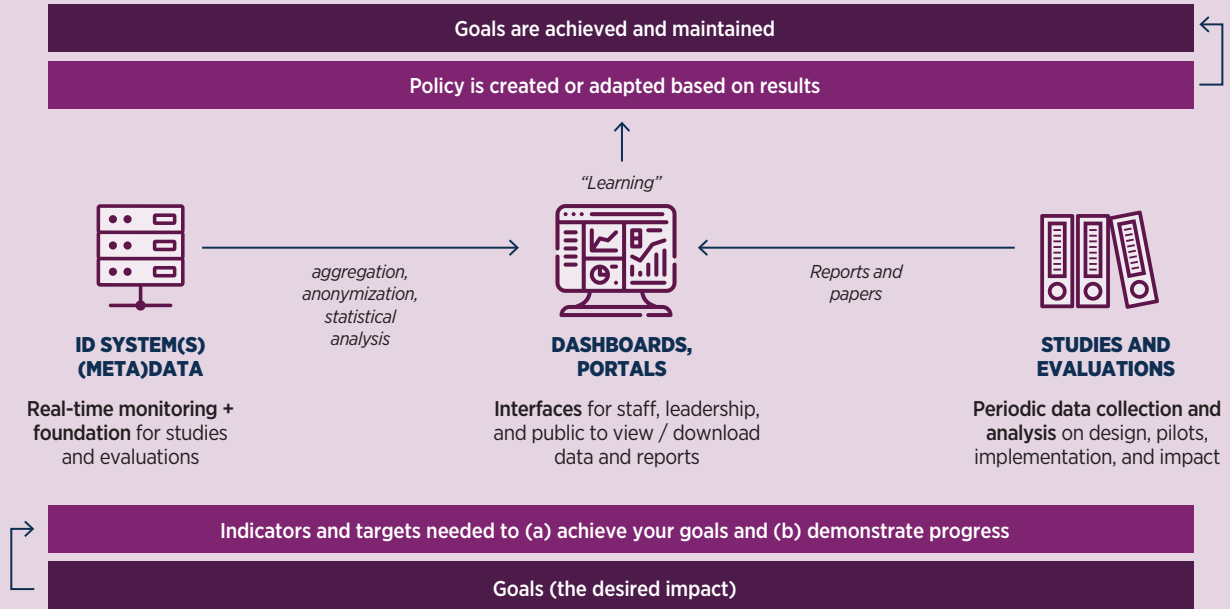 Goals are achieved and maintained
Policy is created or adapted based on results
“Learning”
aggregation,
anonymization,
statistical
analysis
Reports and
papers
ID SYSTEM(S)
(META)DATA
Real-time monitoring +
foundation for studies
and evaluations
DASHBOARDS,
PORTALS
Interfaces for staff, leadership,
and public to view / download
data and reports
STUDIES AND
EVALUATIONS
Periodic data collection and
analysis on design, pilots,
implementation, and impact
Indicators and targets needed to (a) achieve your goals and (b) demonstrate progress
Goals (the desired impact)